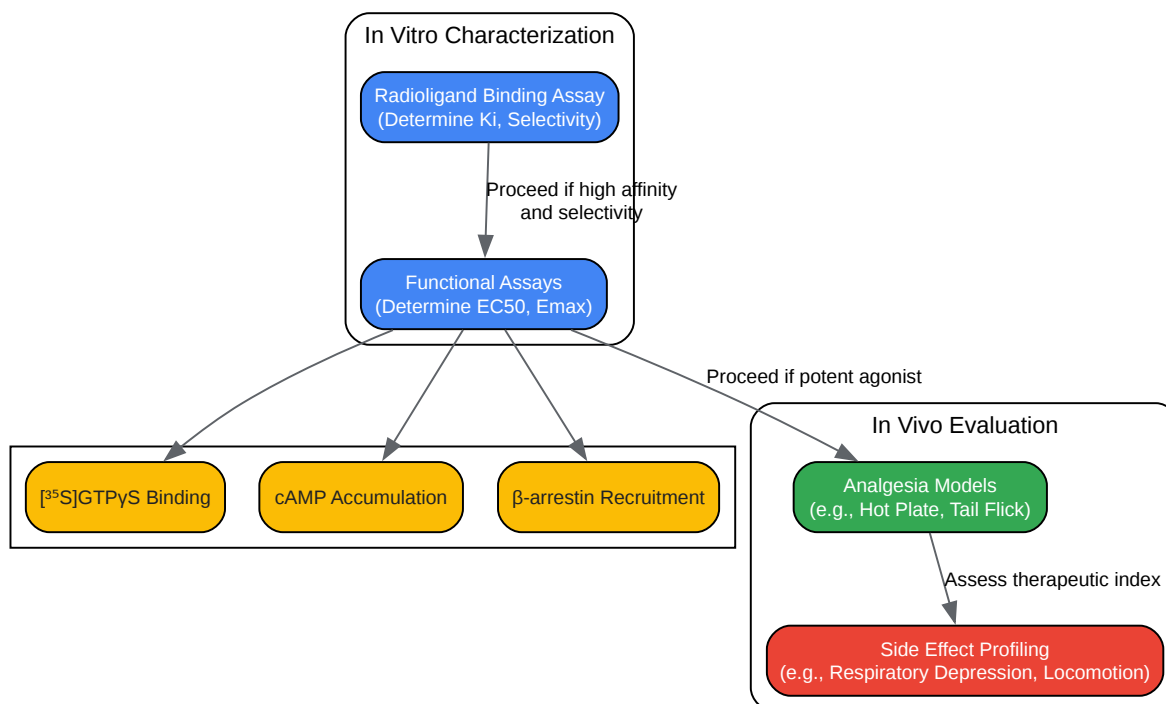 In Vitro Characterization
Radioligand Binding Assay
(Determine Ki, Selectivity)
Proceed if high affinity
and selectivity
Functional Assays
(Determine EC50, Emax)
Proceed if potent agonist
[³⁵S]GTPγS Binding
cAMP Accumulation
β-arrestin Recruitment
In Vivo Evaluation
Analgesia Models
(e.g., Hot Plate, Tail Flick)
Assess therapeutic index
Side Effect Profiling
(e.g., Respiratory Depression, Locomotion)